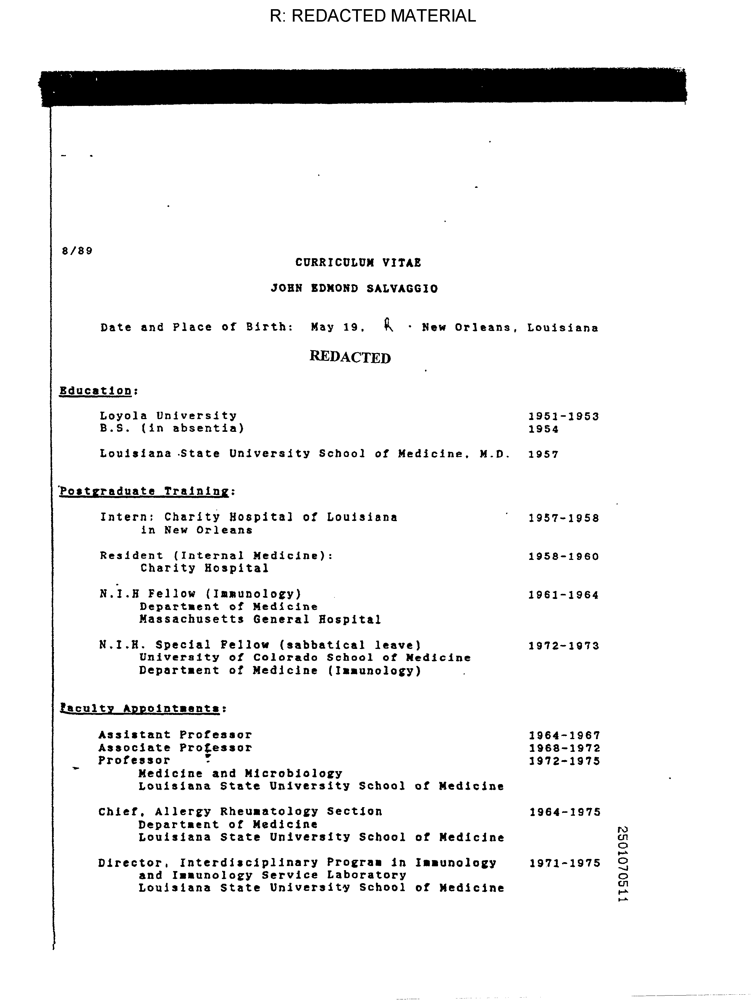 R: REDACTED MATERIAL
8/89
CURRICULUM VITAE
JOHN EDMOND SALVAGGIO
Date and Place of Birth: May 19, R New Orleans, Louisiana
REDACTED
Education:
Loyola University 1951-1953
B.S. (in absentia) 1954
Louisiana State University School of Medicine, M.D. 1957
Postgraduate Training:
Intern: Charity Hospital of Louisiana 1957-1958
in New Orleans
Resident (Internal Medicine): 1958-1960
Charity Hospital
N.I.H Fellow (Immunology) 1961-1964
Department of Medicine
Massachusetts General Hospital
N.I.H. Special Fellow (sabbatical leave) 1972-1973
University of Colorado School of Medicine
Department of Medicine (Immunology)
Faculty Appointments:
Assistant Professor 1964-1967
Associate Professor 1968-1972
Professor 1972-1975
Medicine and Microbiology
Louisiana State University School of Medicine
Chief, Allergy Rheumatology Section 1964-1975
Department of Medicine
Louisiana State University School of Medicine
Director, Interdisciplinary Program in Immunology 1971-1975
and Immunology Service Laboratory
Louisiana State University School of Medicine
2501070511